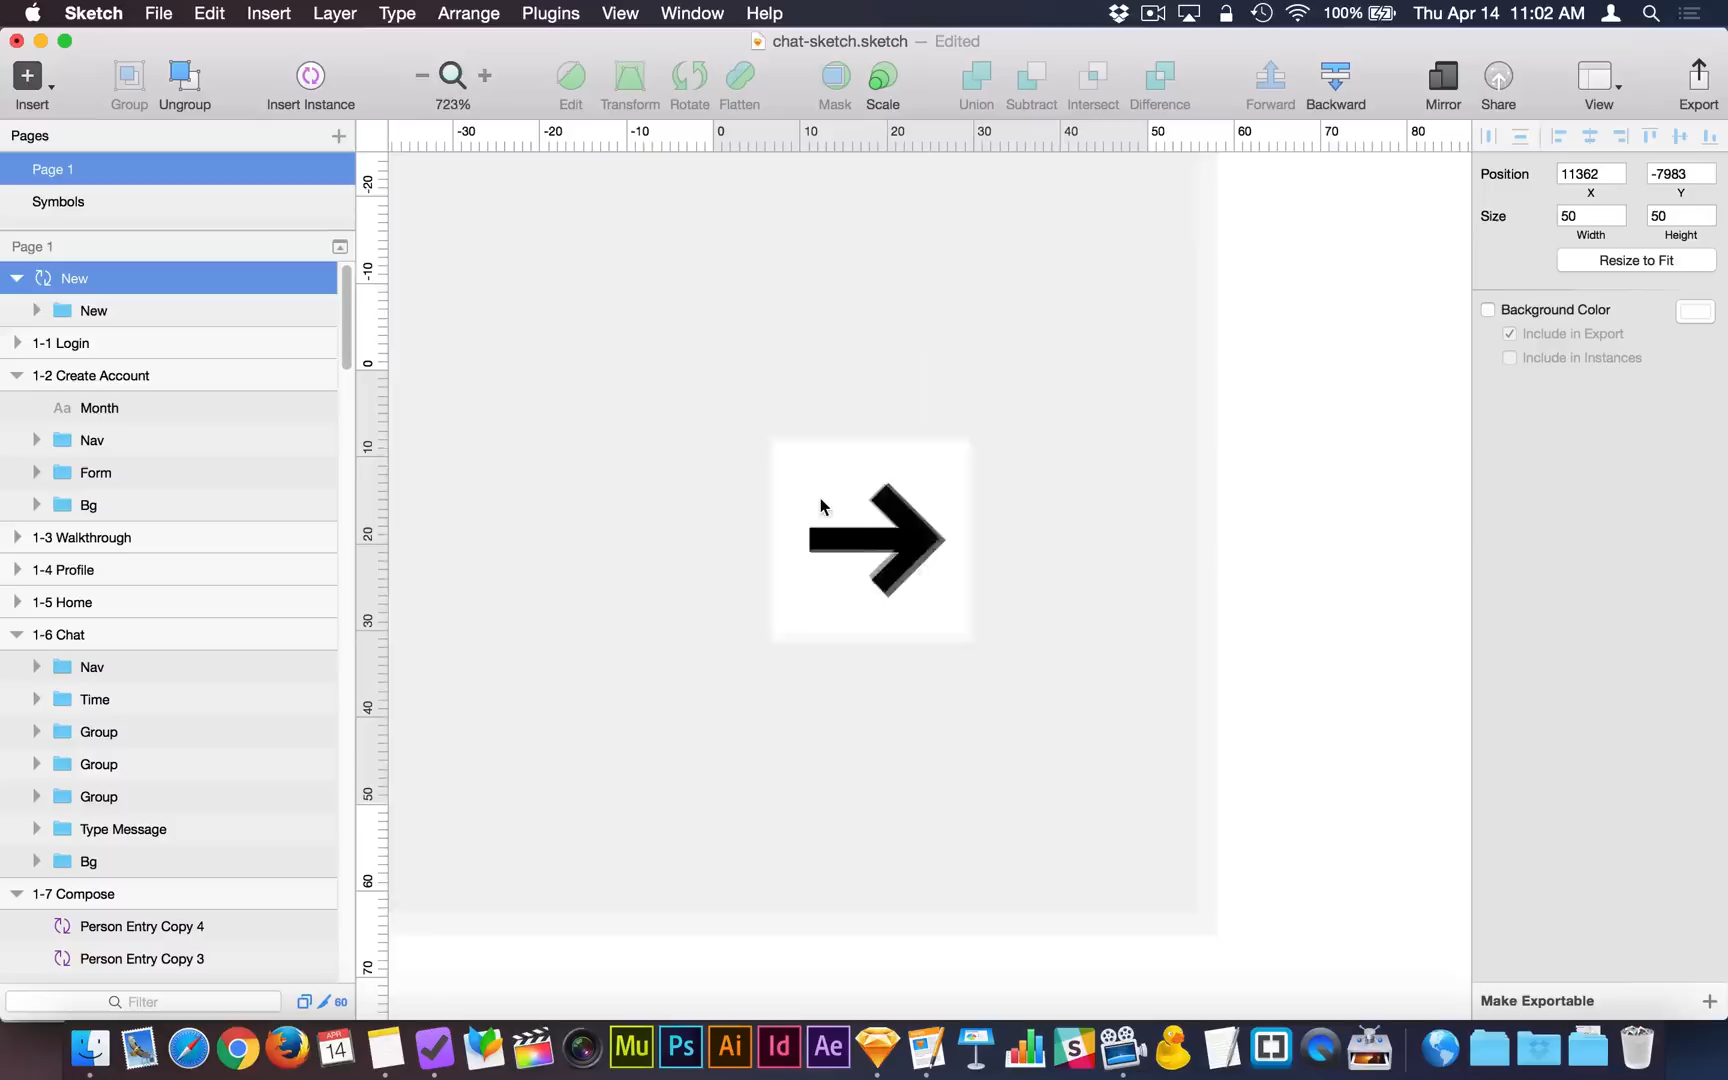 Sketch File Edit Insert Layer Type Arrange Plugins View Window Help 100% Thu Apr 14 11:02 AM
chat-sketch.sketch — Edited
Insert Group Ungroup Insert Instance 723% Edit Transform Rotate Flatten Mask Scale Union Subtract Intersect Difference Forward Backward Mirror Share View Export
Pages
Page 1
Symbols
Page 1
New
New
1-1 Login
1-2 Create Account
Aa Month
Nav
Form
Bg
1-3 Walkthrough
1-4 Profile
1-5 Home
1-6 Chat
Nav
Time
Group
Group
Group
Type Message
Bg
1-7 Compose
Person Entry Copy 4
Person Entry Copy 3
Filter 60
-30 -20 -10 0 10 20 30 40 50 60 70 80
-20
-10
0
10
20
30
40
50
60
70
Position 11362 -7983
X Y
Size 50 50
Width Height
Resize to Fit
Background Color
Include in Export
Include in Instances
Make Exportable
APR
14
Mu Ps Ai Id Ae S